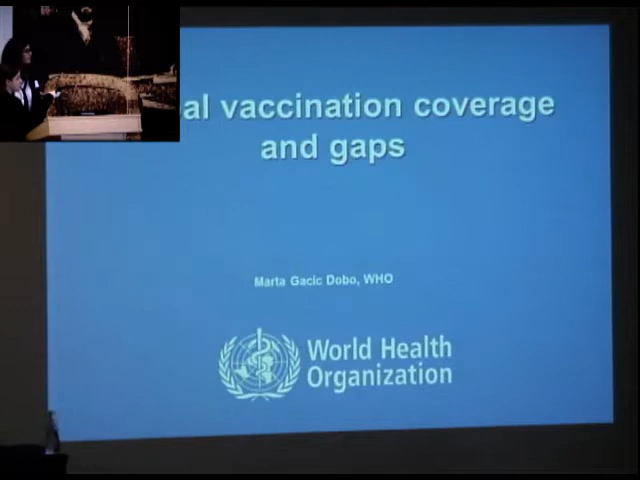 al vaccination coverage
and gaps
Marta Gacic Dobo, WHO
World Health
Organization